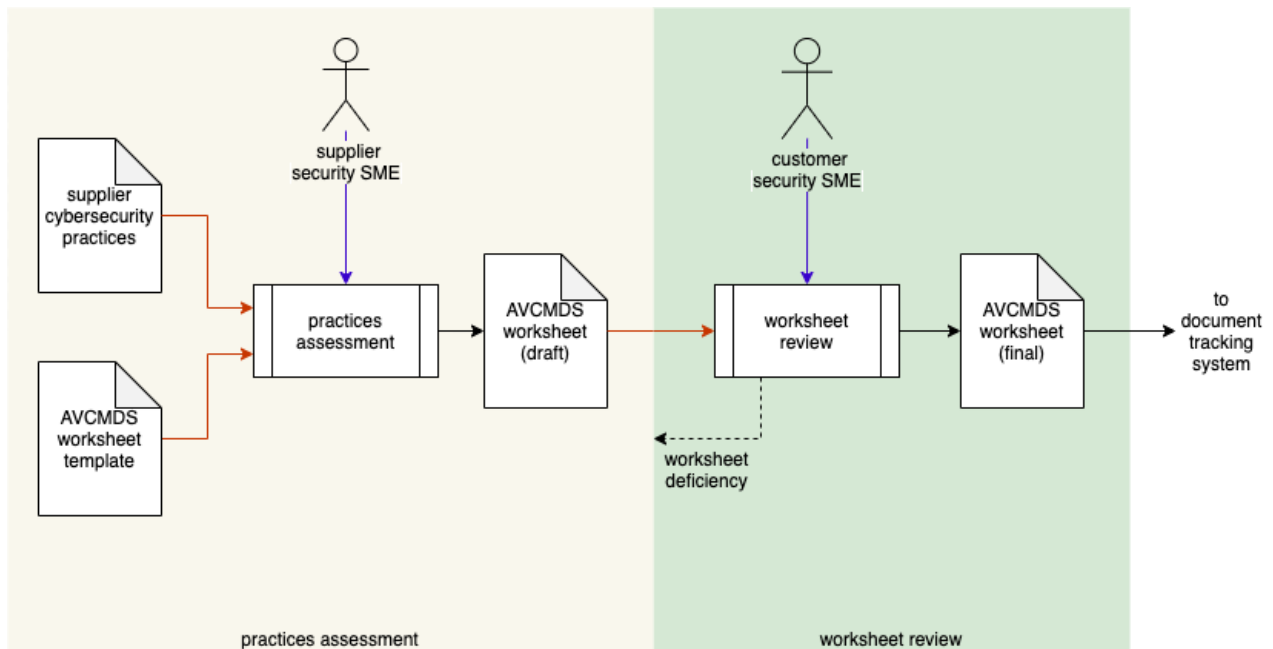 supplier
security SME
customer
security SME
supplier
cybersecurity
practices
practices
assessment
AVCMDS
worksheet
(draft)
worksheet
review
AVCMDS
worksheet
(final)
to
document
tracking
system
AVCMDS
worksheet
template
worksheet
deficiency
practices assessment
worksheet review